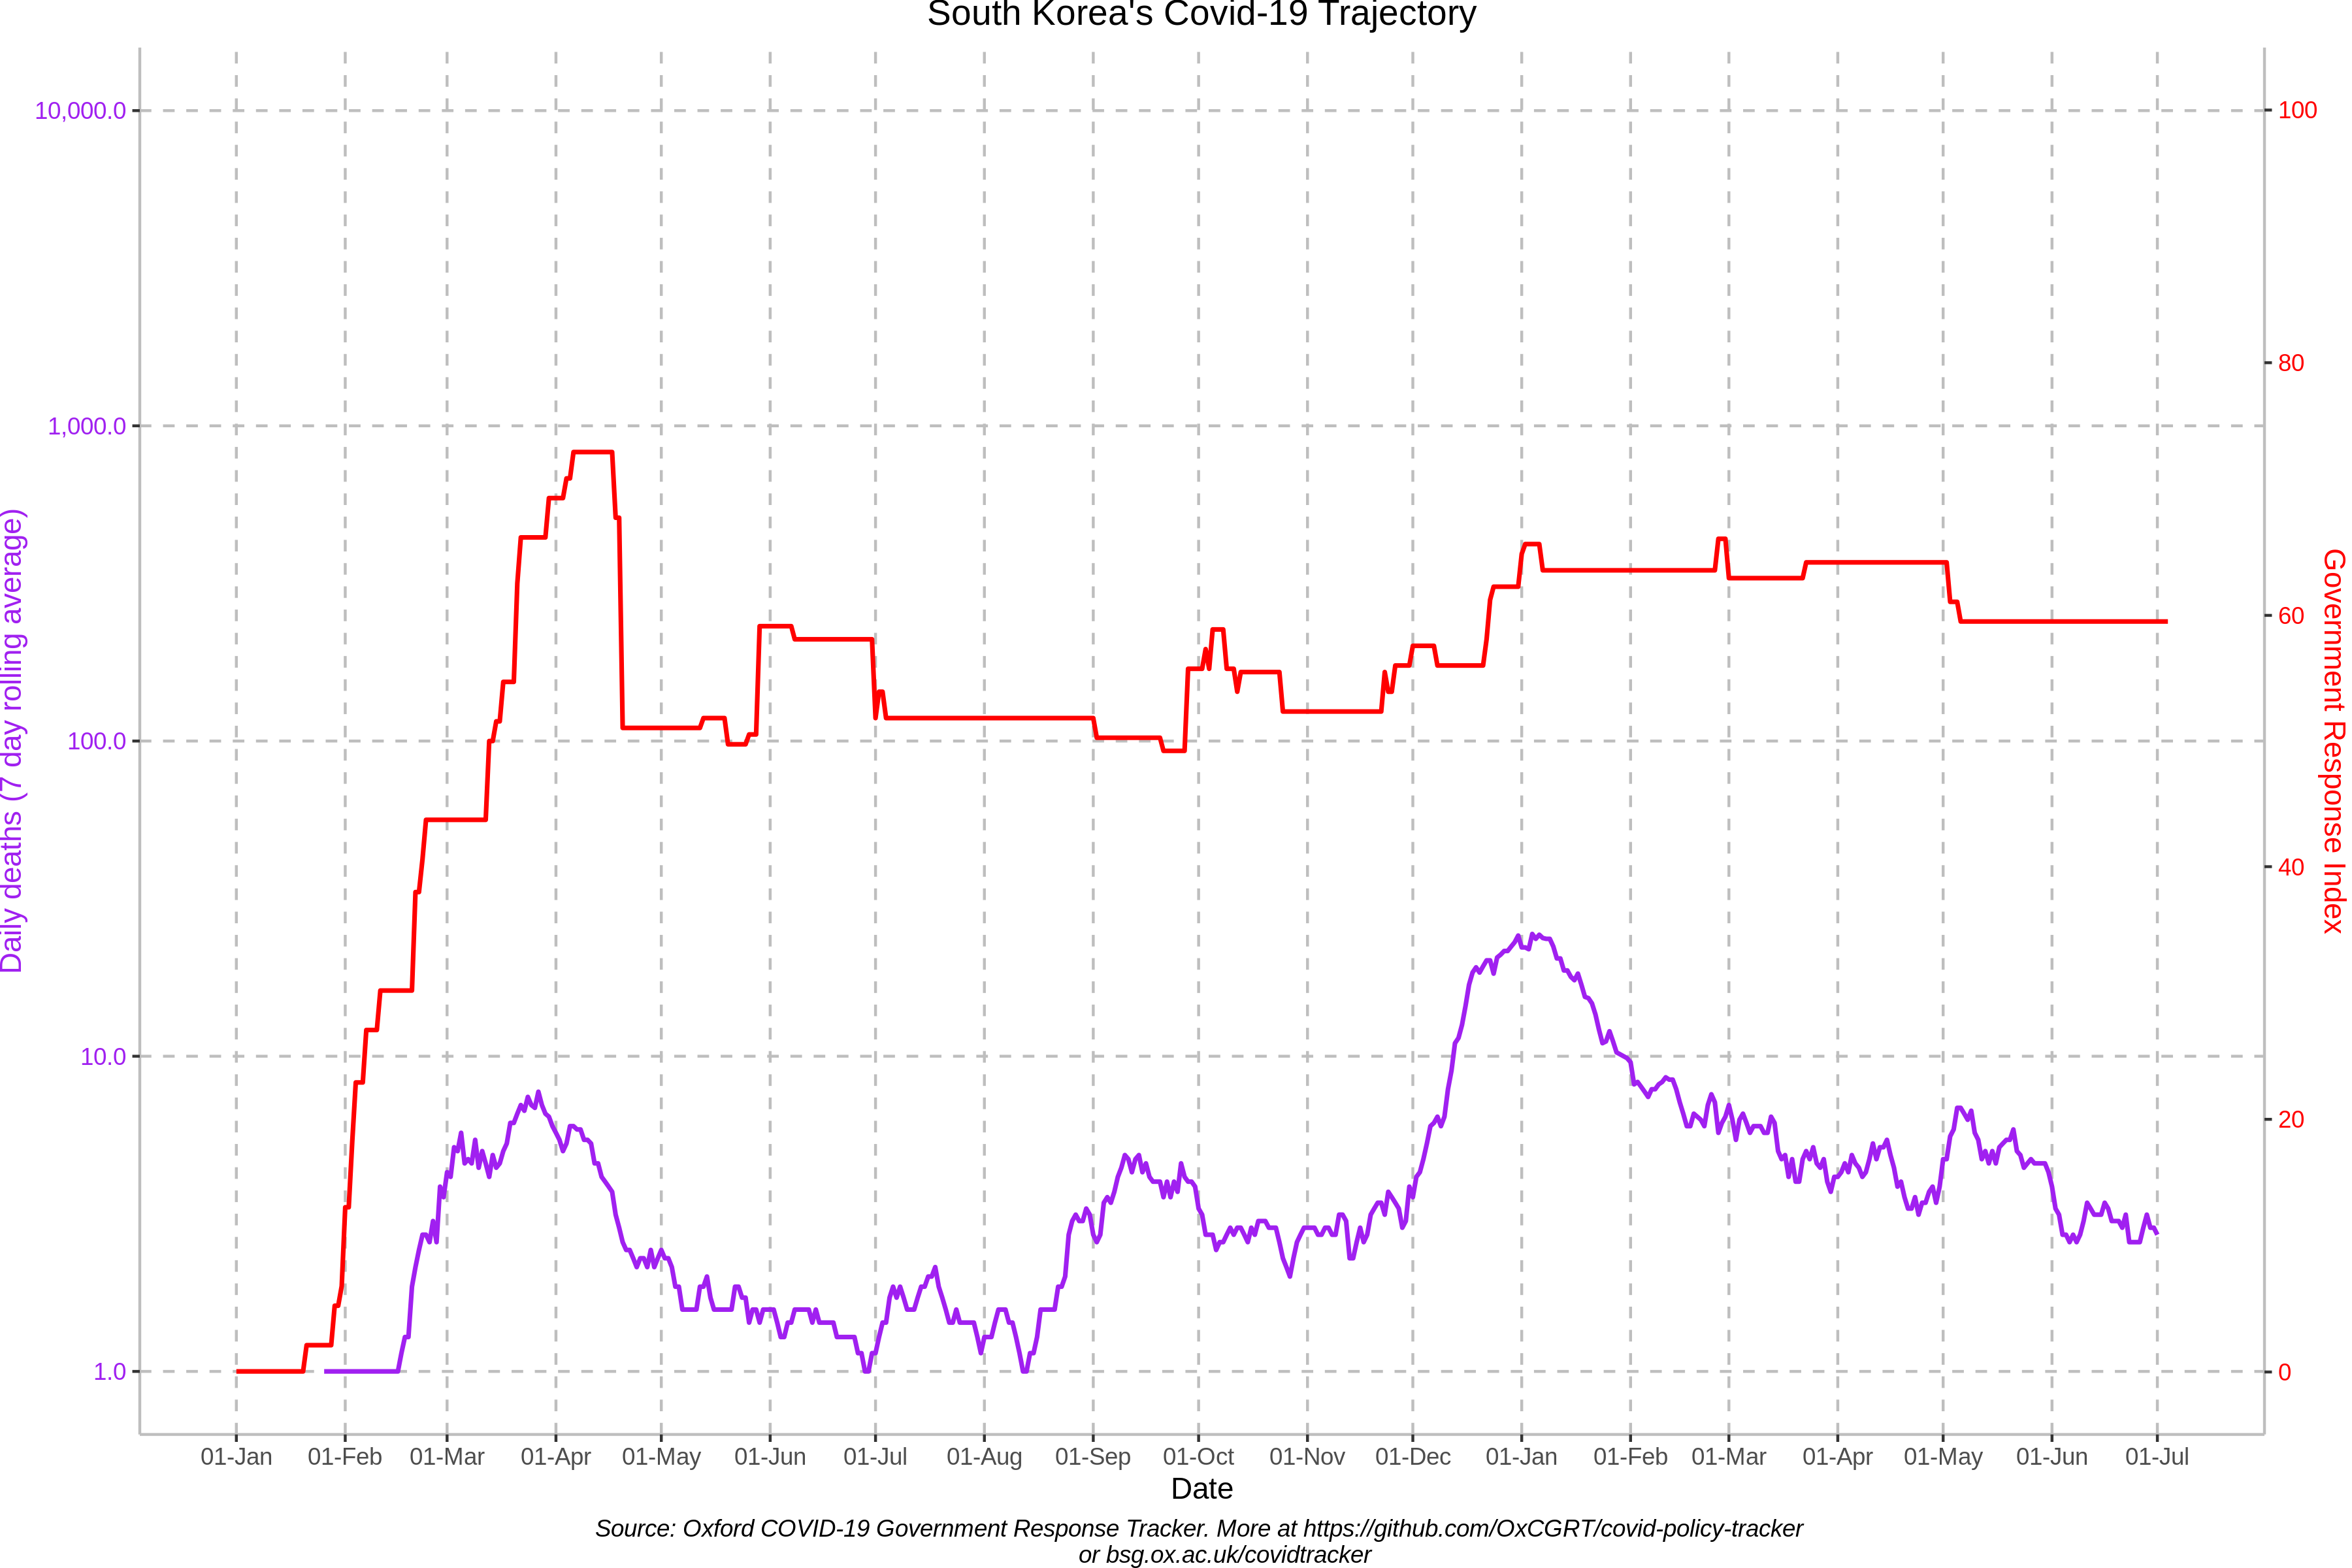 South Korea's Covid-19 Trajectory
10,000.0
1,000.0
100.0
10.0
1.0
Daily deaths (7 day rolling average)
100
80
60
40
20
0
Government Response Index
01-Jan 01-Feb 01-Mar 01-Apr 01-May 01-Jun 01-Jul 01-Aug 01-Sep 01-Oct 01-Nov 01-Dec 01-Jan 01-Feb 01-Mar 01-Apr 01-May 01-Jun 01-Jul
Date
Source: Oxford COVID-19 Government Response Tracker. More at https://github.com/OxCGRT/covid-policy-tracker
or bsg.ox.ac.uk/covidtracker